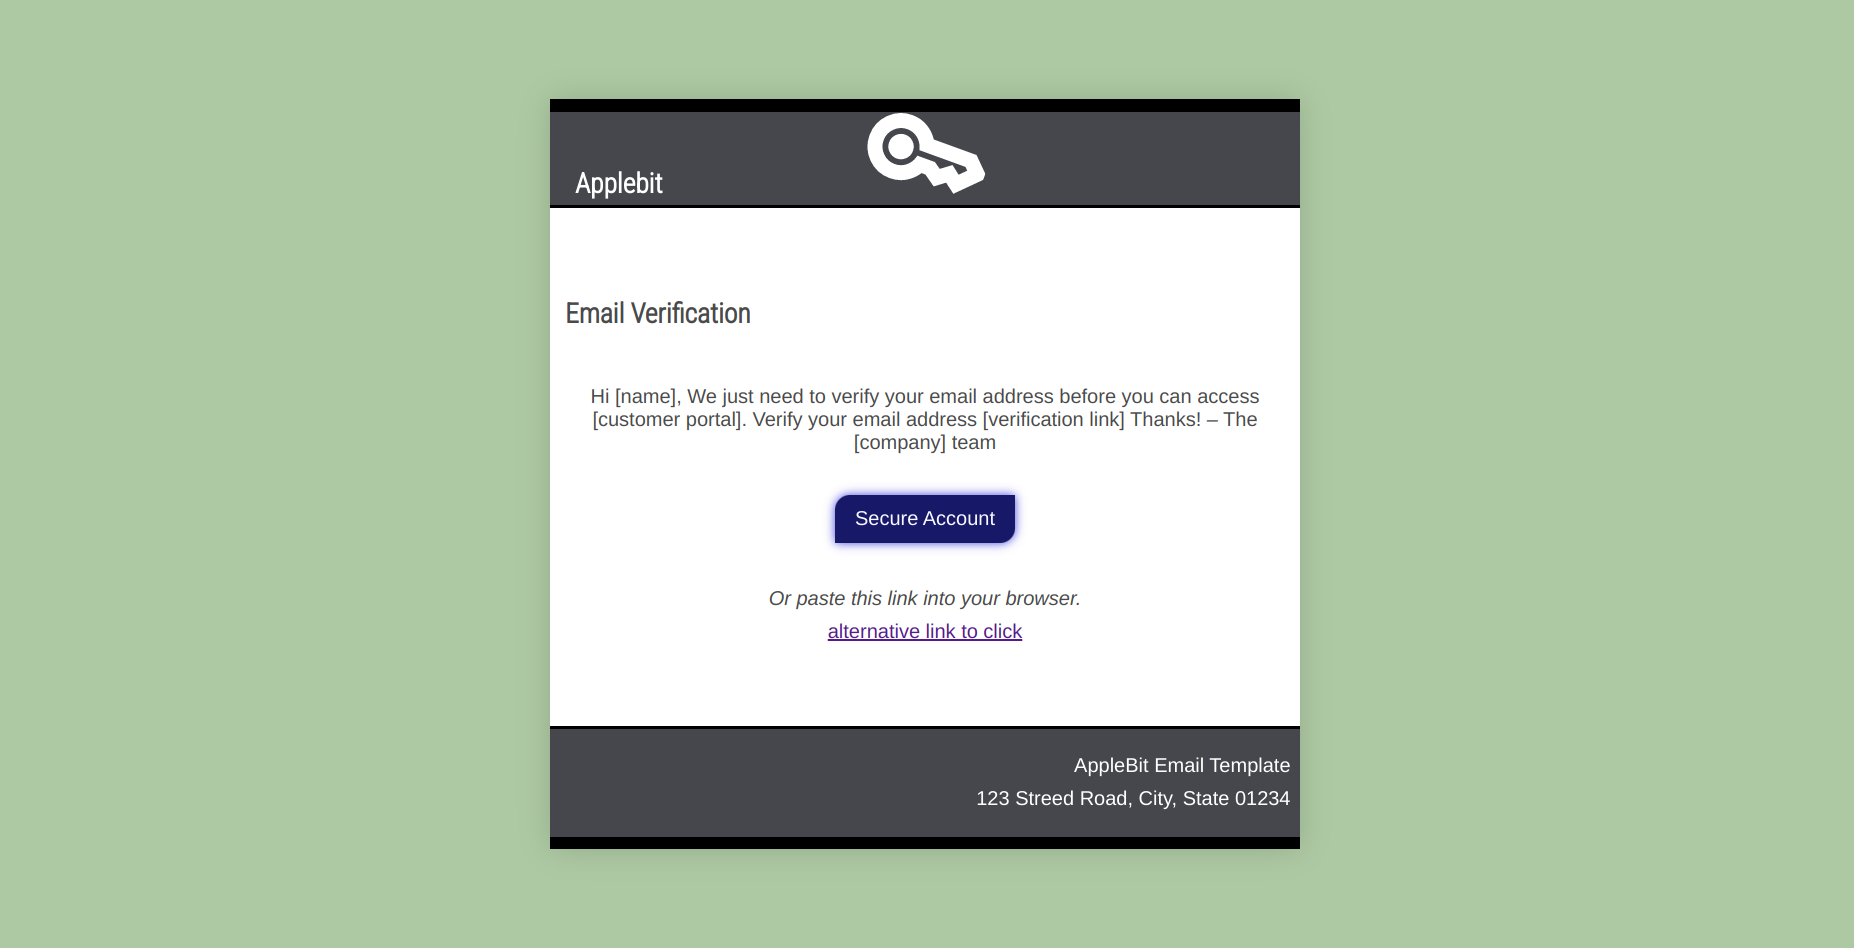 Applebit
Email Verification
Hi [name], We just need to verify your email address before you can access
[customer portal]. Verify your email address [verification link] Thanks! – The
[company] team
Secure Account
Or paste this link into your browser.
alternative link to click
AppleBit Email Template
123 Streed Road, City, State 01234